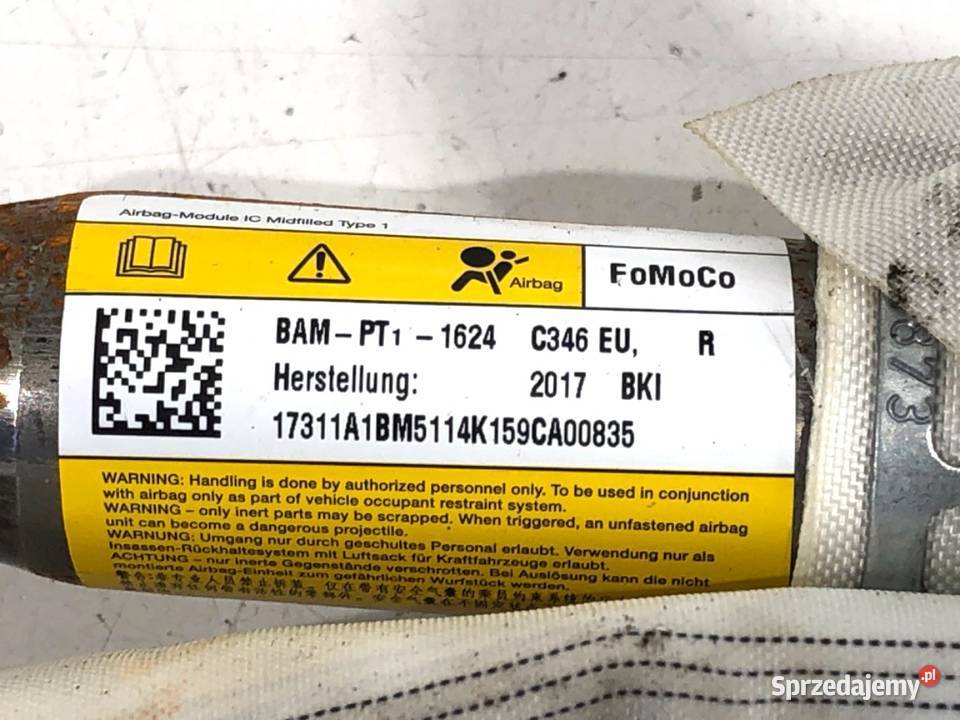 Airbag-Module IC Midfilled Type 1
Airbag
FoMoCo
BAM-PT1-1624 C346 EU, R
Herstellung: 2017 BKI
17311A1BM5114K159CA00835
WARNING: Handling is done by authorized personnel only. To be used in conjunction
with airbag only as part of vehicle occupant restraint system.
WARNING – only inert parts may be scrapped. When triggered, an unfastened airbag
unit can become a dangerous projectile.
WARNUNG: Umgang nur durch geschultes Personal erlaubt. Verwendung nur als
Insassen-Rückhaltesystem mit Luftsack für Kraftfahrzeuge erlaubt.
ACHTUNG – nur inerte Gegenstände verschrotten. Bei Auslösung kann die nicht
montierte Airbag-Einheit zum gefährlichen Wurfstück werden.
873
Sprzedajemy.pl